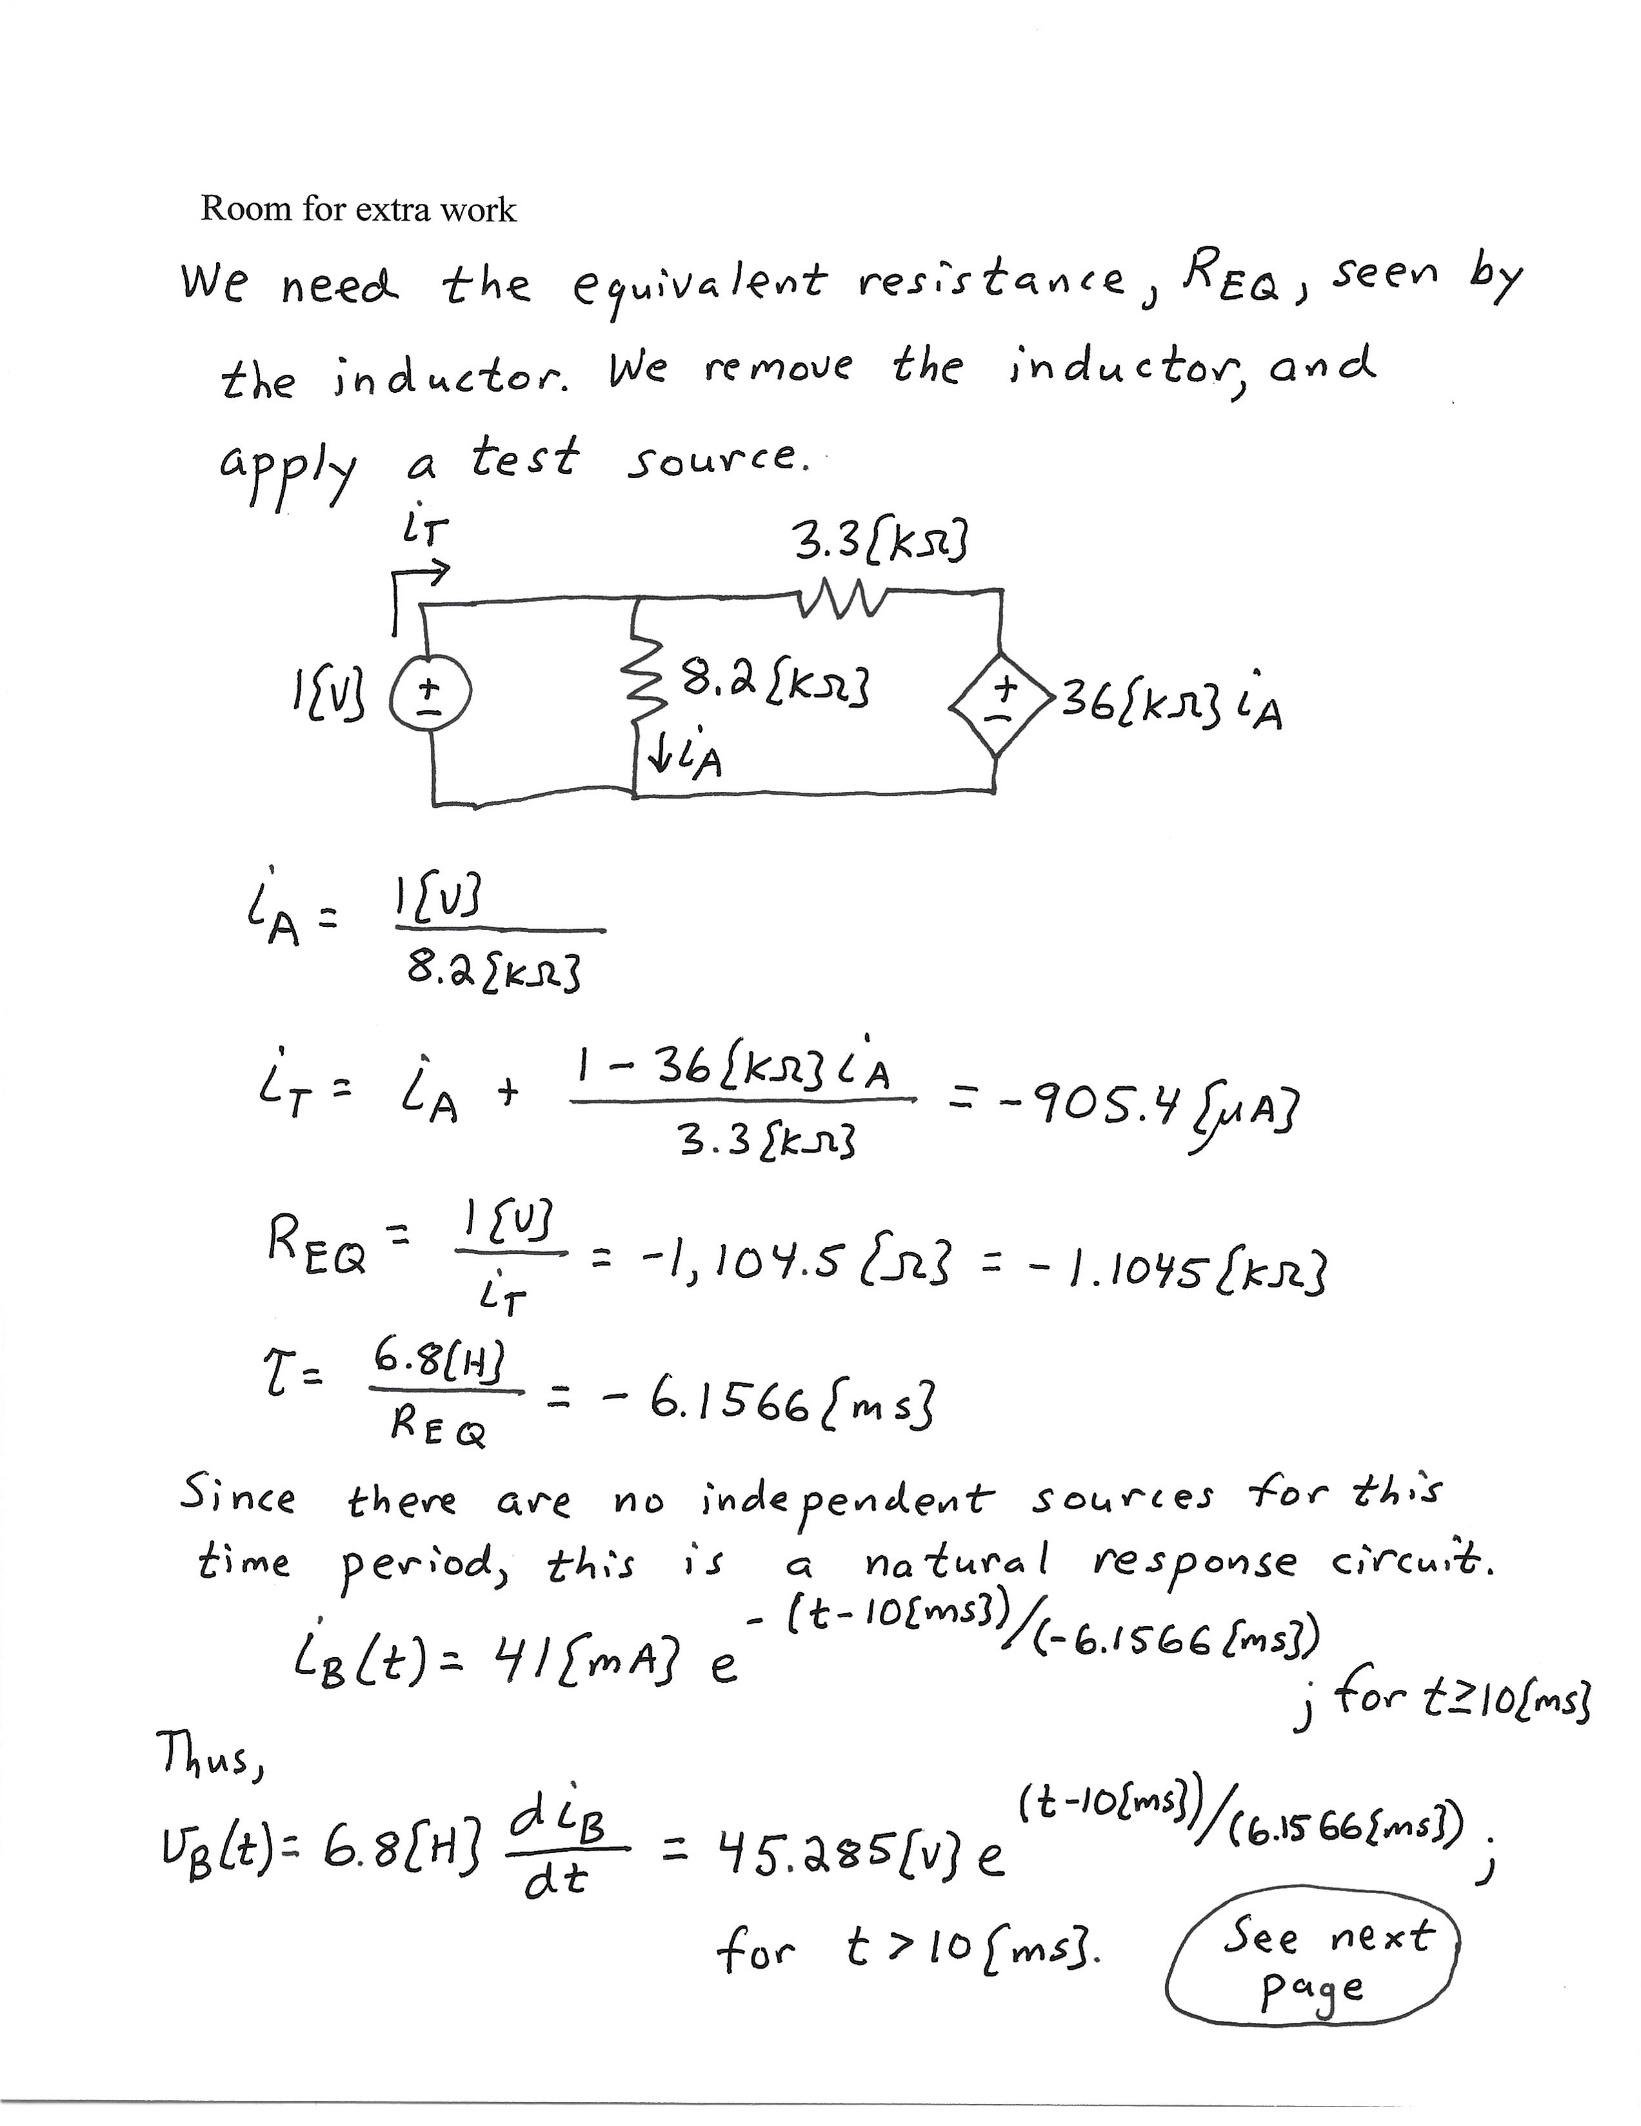 Room for extra work
We need the equivalent resistance, REQ, seen by
the inductor. We remove the inductor, and
apply a test source.
iT
3.3{kΩ}
1{V}
+
-
8.2{kΩ}
+
-
36{kΩ} iA
↓iA
iA = 1{V} / 8.2{kΩ}
iT = iA + (1 - 36{kΩ} iA) / 3.3{kΩ} = -905.4{μA}
REQ = 1{V} / iT = -1,104.5{Ω} = -1.1045{kΩ}
τ = 6.8{H} / REQ = -6.1566{ms}
Since there are no independent sources for this
time period, this is a natural response circuit.
iB(t) = 41{mA} e^-(t-10{ms})/(-6.1566{ms})
; for t≥10{ms}
Thus,
vB(t) = 6.8{H} diB/dt = 45.285{V} e^(t-10{ms})/(6.1566{ms}) ;
for t > 10{ms}.
See next
page